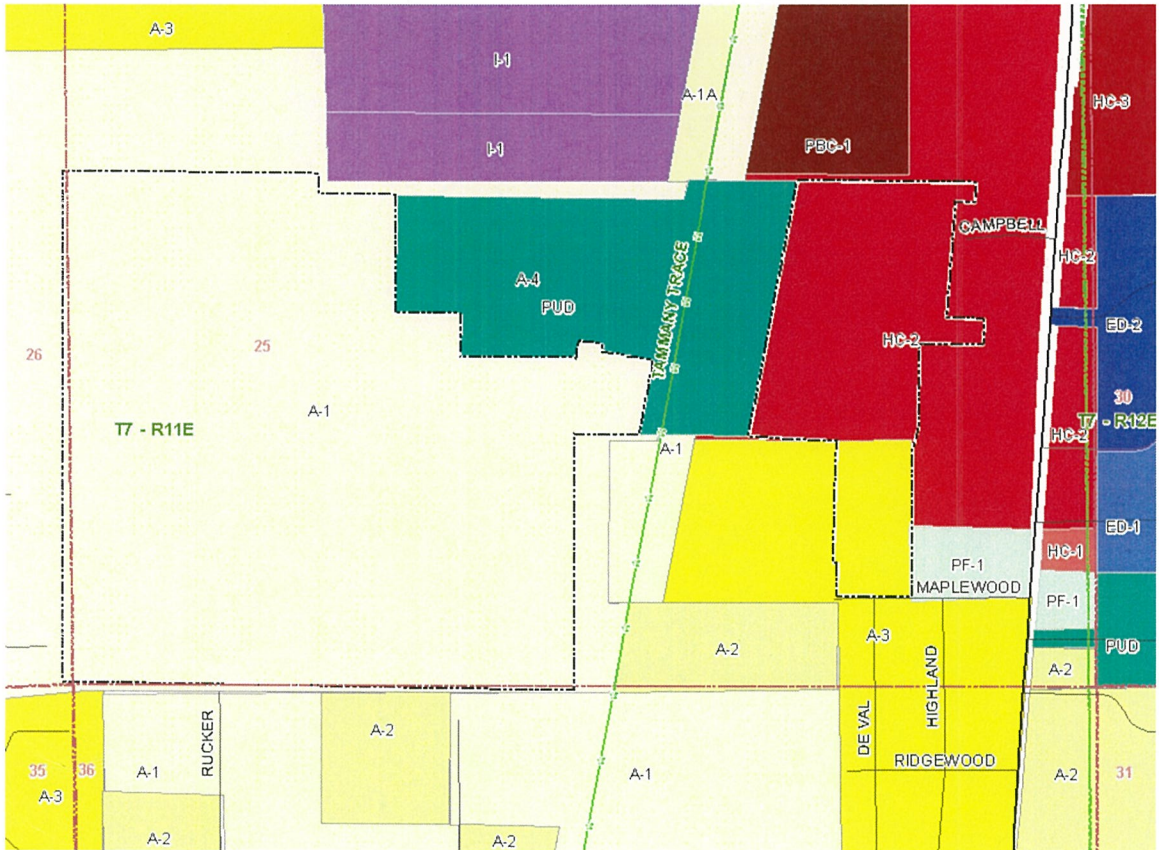 A-3
I-1
A-1A
HC-3
I-1
PBC-1
CAMPBELL
HC-2
A-4
PUD
TAMMANY TRACE
ED-2
HC-2
26
25
30
A-1
T7 - R11E
T7 - R12E
HC-2
A-1
ED-1
HC-1
PF-1
MAPLEWOOD
PF-1
A-3
A-2
HIGHLAND
PUD
A-2
DE VAL
RUCKER
A-2
RIDGEWOOD
35
36
A-1
A-1
A-2
31
A-3
A-2
A-2